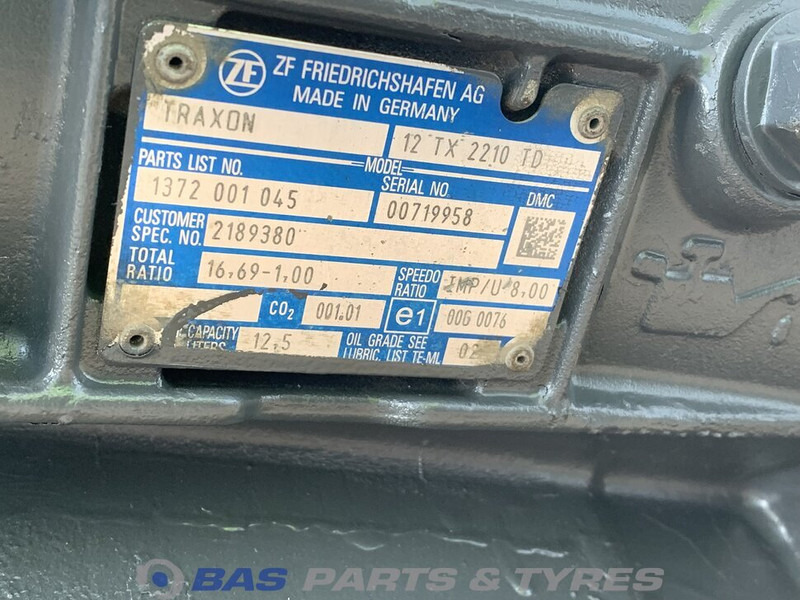 ZF ZF FRIEDRICHSHAFEN AG
MADE IN GERMANY
TRAXON 12 TX 2210 TD
MODEL
PARTS LIST NO. 1372 001 045
SERIAL NO. 00719958
DMC
CUSTOMER SPEC. NO. 2189380
TOTAL RATIO 16,69-1,00
SPEEDO RATIO IMP/U 8,00
CO2 001.01 e1 00G 0076
CAPACITY LITERS 12,5
OIL GRADE SEE LUBRIC. LIST TE-ML 02
BAS PARTS & TYRES